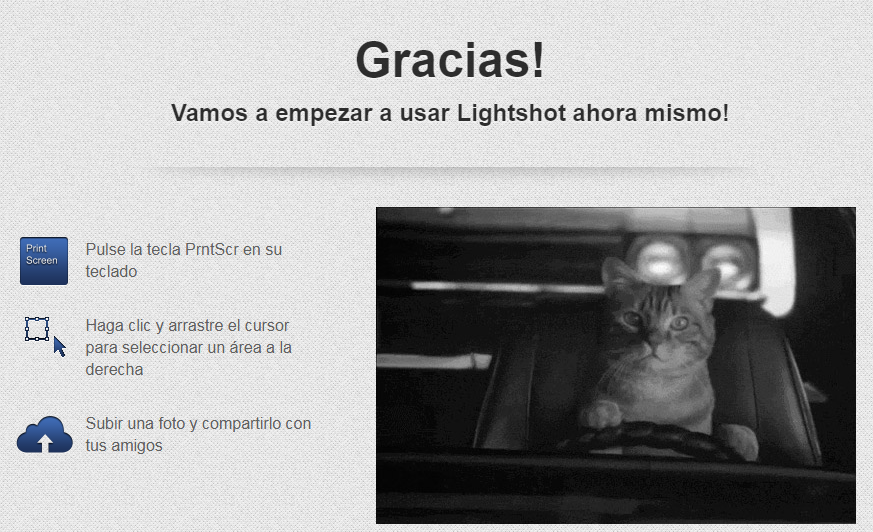 Gracias!
Vamos a empezar a usar Lightshot ahora mismo!
Print
Screen
Pulse la tecla PrntScr en su
teclado
Haga clic y arrastre el cursor
para seleccionar un área a la
derecha
Subir una foto y compartirlo con
tus amigos